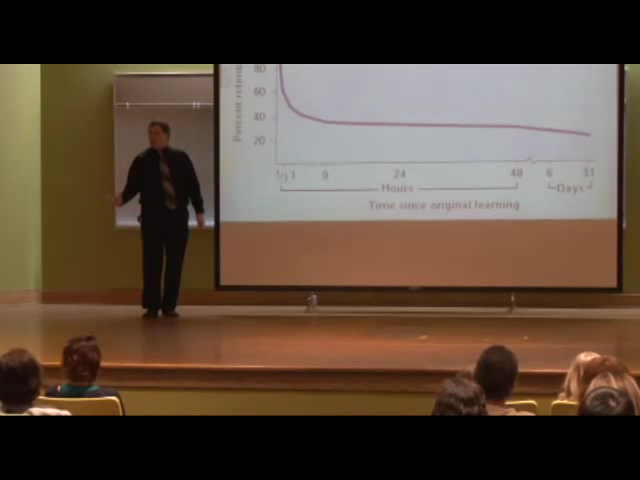 Percent retent
80
60
40
20
1/3 1 9 24 48 6 31
Hours Days
Time since original learning